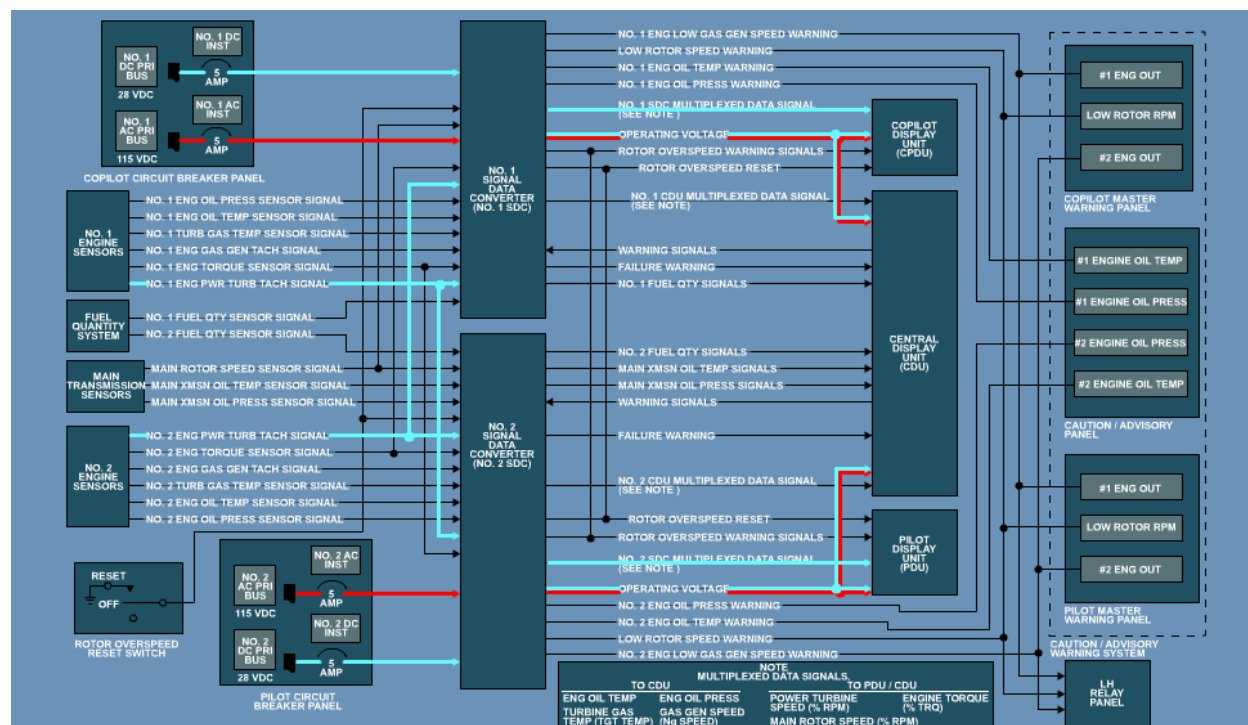 NO. 1 DC
INST
NO. 1
DC PRI
BUS
5
AMP
28 VDC
NO. 1 AC
INST
NO. 1
AC PRI
BUS
5
AMP
115 VDC
COPILOT CIRCUIT BREAKER PANEL
NO. 1
ENGINE
SENSORS
NO. 1 ENG OIL PRESS SENSOR SIGNAL
NO. 1 ENG OIL TEMP SENSOR SIGNAL
NO. 1 TURB GAS TEMP SENSOR SIGNAL
NO. 1 ENG GAS GEN TACH SIGNAL
NO. 1 ENG TORQUE SENSOR SIGNAL
NO. 1 ENG PWR TURB TACH SIGNAL
FUEL
QUANTITY
SYSTEM
NO. 1 FUEL QTY SENSOR SIGNAL
NO. 2 FUEL QTY SENSOR SIGNAL
MAIN
TRANSMISSION
SENSORS
MAIN ROTOR SPEED SENSOR SIGNAL
MAIN XMSN OIL TEMP SENSOR SIGNAL
MAIN XMSN OIL PRESS SENSOR SIGNAL
NO. 2
ENGINE
SENSORS
NO. 2 ENG PWR TURB TACH SIGNAL
NO. 2 ENG TORQUE SENSOR SIGNAL
NO. 2 ENG GAS GEN TACH SIGNAL
NO. 2 TURB GAS TEMP SENSOR SIGNAL
NO. 2 ENG OIL TEMP SENSOR SIGNAL
NO. 2 ENG OIL PRESS SENSOR SIGNAL
RESET
OFF
ROTOR OVERSPEED
RESET SWITCH
NO. 2 AC
INST
NO. 2
AC PRI
BUS
5
AMP
115 VDC
NO. 2 DC
INST
NO. 2
DC PRI
BUS
5
AMP
28 VDC
PILOT CIRCUIT
BREAKER PANEL
NO. 1
SIGNAL
DATA
CONVERTER
(NO. 1 SDC)
NO. 2
SIGNAL
DATA
CONVERTER
(NO. 2 SDC)
NO. 1 ENG LOW GAS GEN SPEED WARNING
LOW ROTOR SPEED WARNING
NO. 1 ENG OIL TEMP WARNING
NO. 1 ENG OIL PRESS WARNING
NO. 1 SDC MULTIPLEXED DATA SIGNAL
(SEE NOTE )
OPERATING VOLTAGE
ROTOR OVERSPEED WARNING SIGNALS
ROTOR OVERSPEED RESET
NO. 1 CDU MULTIPLEXED DATA SIGNAL
(SEE NOTE)
WARNING SIGNALS
FAILURE WARNING
NO. 1 FUEL QTY SIGNALS
NO. 2 FUEL QTY SIGNALS
MAIN XMSN OIL TEMP SIGNALS
MAIN XMSN OIL PRESS SIGNALS
WARNING SIGNALS
FAILURE WARNING
NO. 2 CDU MULTIPLEXED DATA SIGNAL
(SEE NOTE )
ROTOR OVERSPEED RESET
ROTOR OVERSPEED WARNING SIGNALS
NO. 2 SDC MULTIPLEXED DATA SIGNAL
(SEE NOTE )
OPERATING VOLTAGE
NO. 2 ENG OIL PRESS WARNING
NO. 2 ENG OIL TEMP WARNING
LOW ROTOR SPEED WARNING
NO. 2 ENG LOW GAS GEN SPEED WARNING
COPILOT
DISPLAY
UNIT
(CPDU)
CENTRAL
DISPLAY
UNIT
(CDU)
PILOT
DISPLAY
UNIT
(PDU)
#1 ENG OUT
LOW ROTOR RPM
#2 ENG OUT
COPILOT MASTER
WARNING PANEL
#1 ENGINE OIL TEMP
#1 ENGINE OIL PRESS
#2 ENGINE OIL PRESS
#2 ENGINE OIL TEMP
CAUTION / ADVISORY
PANEL
#1 ENG OUT
LOW ROTOR RPM
#2 ENG OUT
PILOT MASTER
WARNING PANEL
CAUTION / ADVISORY
WARNING SYSTEM
LH
RELAY
PANEL
NOTE
MULTIPLEXED DATA SIGNALS,
TO CDU
ENG OIL TEMP ENG OIL PRESS
TURBINE GAS GAS GEN SPEED
TEMP (TGT TEMP) (Ng SPEED)
TO PDU / CDU
POWER TURBINE ENGINE TORQUE
SPEED (% RPM) (% TRQ)
MAIN ROTOR SPEED (% RPM)